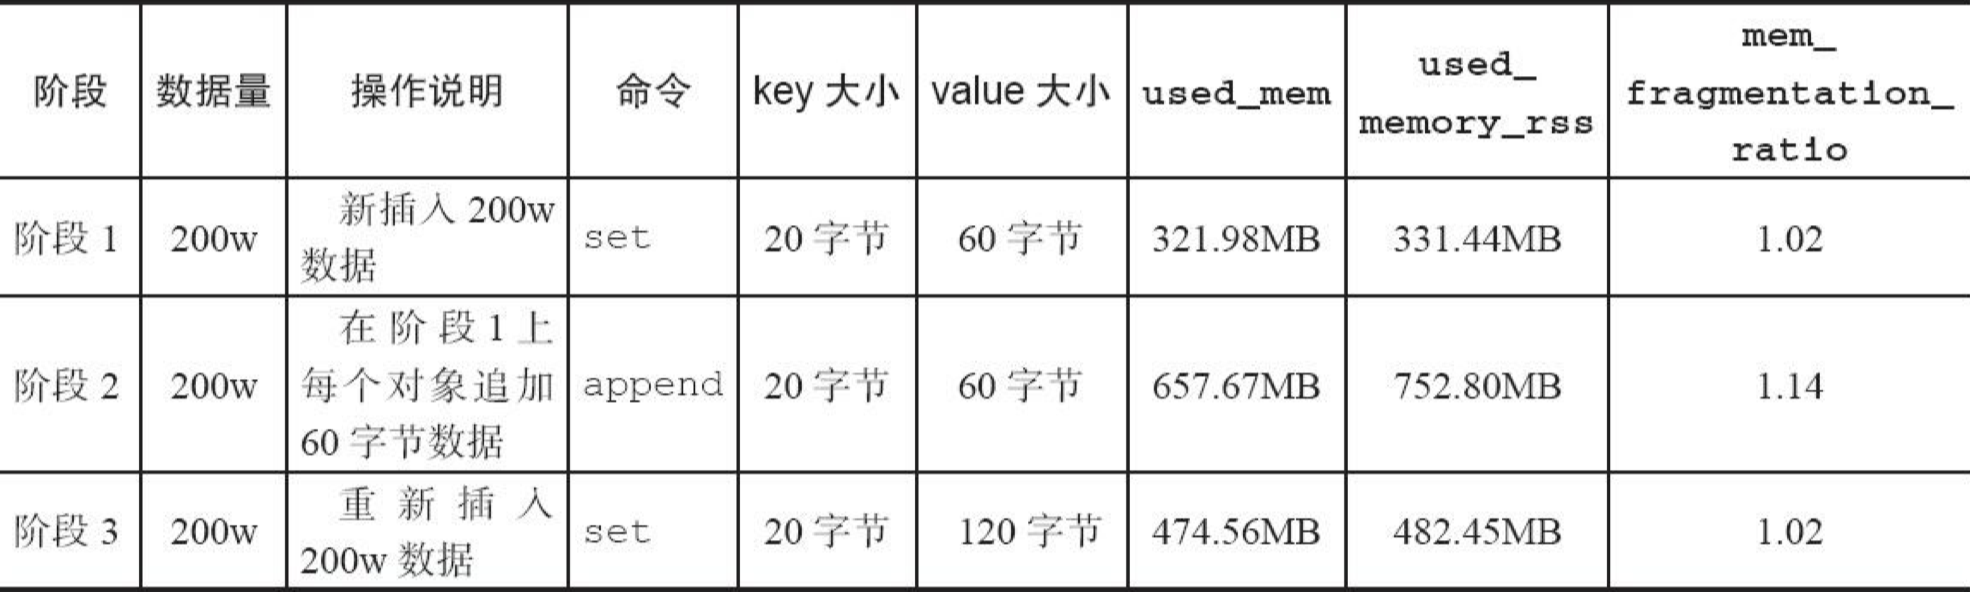 阶段 数据量 操作说明 命令 key 大小 value 大小 used_mem used_memory_rss mem_fragmentation_ratio
阶段 1 200w 新插入 200w 数据 set 20 字节 60 字节 321.98MB 331.44MB 1.02
阶段 2 200w 在阶段 1 上每个对象追加 60 字节数据 append 20 字节 60 字节 657.67MB 752.80MB 1.14
阶段 3 200w 重新插入 200w 数据 set 20 字节 120 字节 474.56MB 482.45MB 1.02